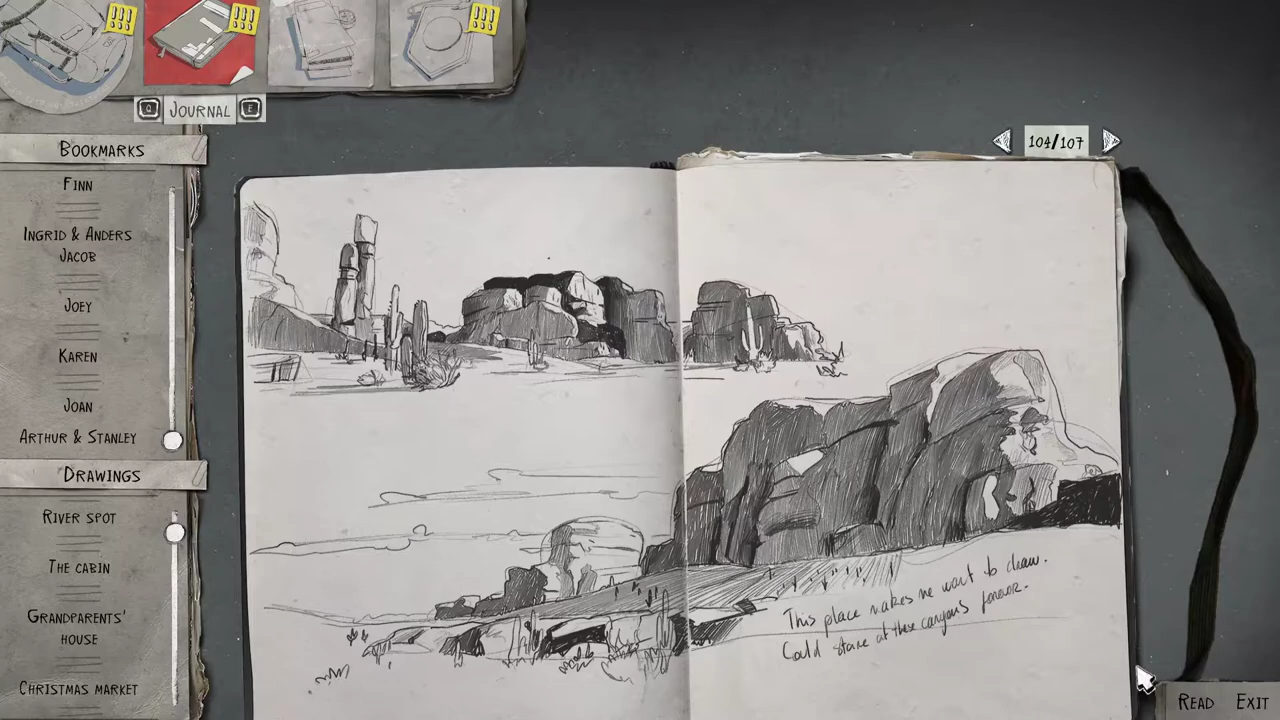 Q
JOURNAL
E
BOOKMARKS
FINN
INGRID & ANDERS
JACOB
JOEY
KAREN
JOAN
ARTHUR & STANLEY
DRAWINGS
RIVER SPOT
THE CABIN
GRANDPARENTS'
HOUSE
CHRISTMAS MARKET
104/107
This place makes me want to draw.
Could stare at these canyons forever.
READ
EXIT